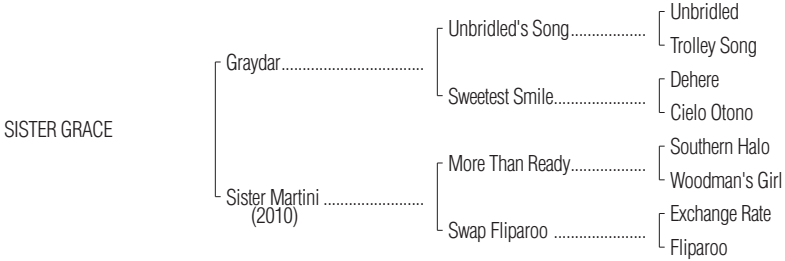 Unbridled
Unbridled's Song..................
Trolley Song
Graydar.................................
Dehere
Sweetest Smile.....................
Cielo Otono
SISTER GRACE
Southern Halo
More Than Ready..................
Woodman's Girl
Sister Martini .......................
(2010)
Exchange Rate
Swap Fliparoo .....................
Fliparoo